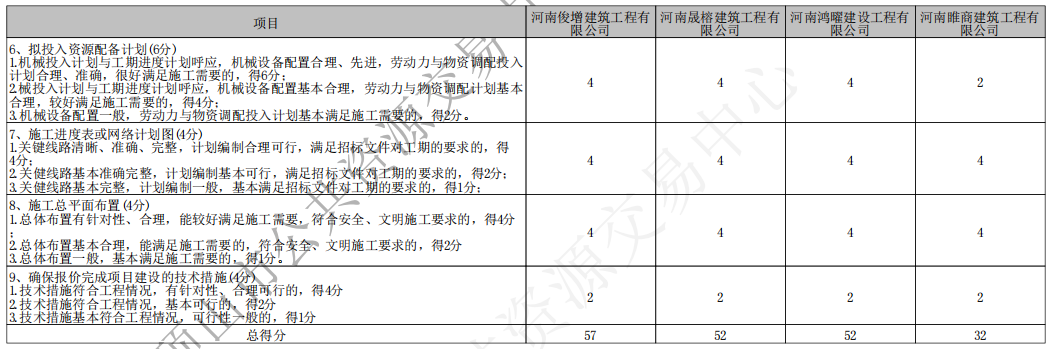 项目
河南俊增建筑工程有限公司
河南晟榕建筑工程有限公司
河南鸿曜建设工程有限公司
河南睢商建筑工程有限公司
6、拟投入资源配备计划(6分)
1.机械投入计划与工期进度计划呼应，机械设备配置合理、先进，劳动力与物资调配投入
计划合理、准确，很好满足施工需要的，得6分；
2.械投入计划与工期进度计划呼应，机械设备配置基本合理，劳动力与物资调配计划基本
合理，较好满足施工需要的，得4分；
3.机械设备配置一般，劳动力与物资调配投入计划基本满足施工需要的，得2分。
4 4 4 2
7、施工进度表或网络计划图(4分)
1.关键线路清晰、准确、完整，计划编制合理可行，满足招标文件对工期的要求的，得
4分；
2.关健线路基本准确完整，计划编制基本可行，满足招标文件对工期的要求的，得2分；
3.关健线路基本完整，计划编制一般，基本满足招标文件对工期的要求的，得1分；
4 4 4 4
8、施工总平面布置(4分)
1.总体布置有针对性、合理，能较好满足施工需要，符合安全、文明施工要求的，得4分
；
2.总体布置基本合理，能满足施工需要的，符合安全、文明施工要求的，得2分
3.总体布置一般，基本满足施工需要的，得1分。
4 4 4 4
9、确保报价完成项目建设的技术措施(4分)
1.技术措施符合工程情况，有针对性、合理可行的，得4分
2.技术措施符合工程情况，基本可行的，得2分
3.技术措施基本符合工程情况，可行性一般的，得1分
2 2 2 2
总得分 57 52 52 32
顶山市公共资源交易
资源交易中心